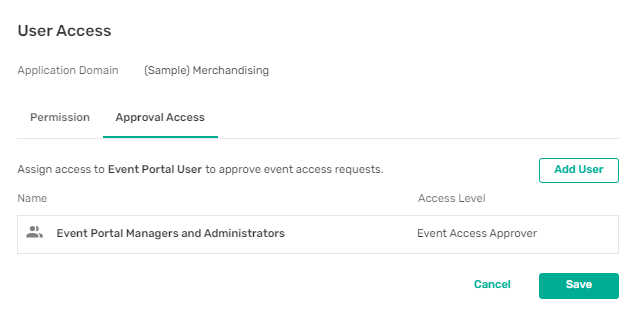 User Access
Application Domain (Sample) Merchandising
Permission Approval Access
Assign access to Event Portal User to approve event access requests. Add User
Name Access Level
Event Portal Managers and Administrators Event Access Approver
Cancel Save